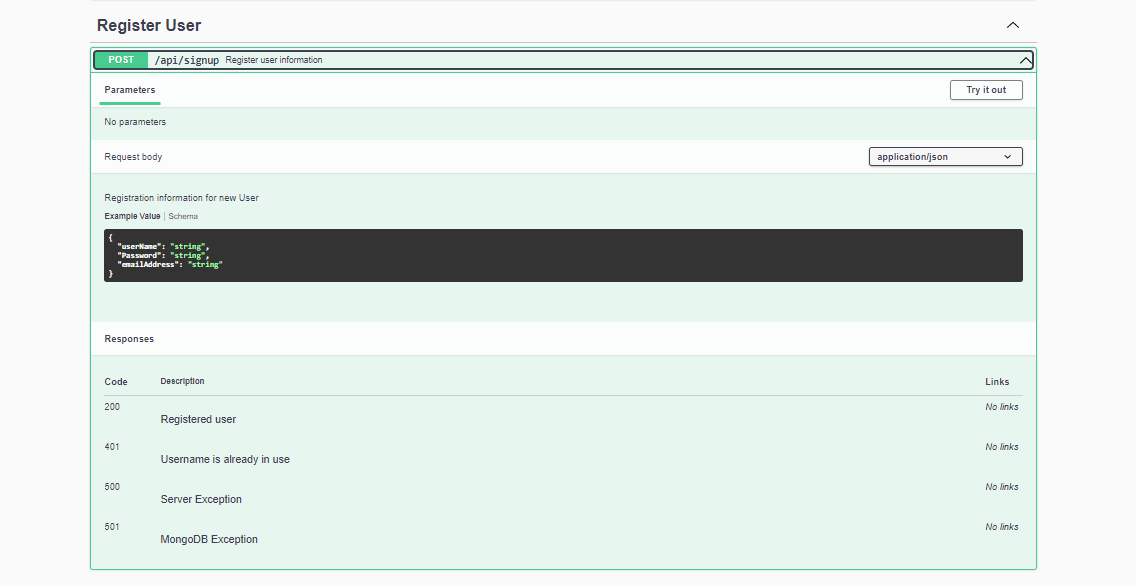 Register User
POST /api/signup Register user information
Parameters
Try it out
No parameters
Request body
application/json
Registration information for new User
Example Value | Schema
{
  "userName": "string",
  "Password": "string",
  "emailAddress": "string"
}
Responses
Code Description Links
200 No links
Registered user
401 No links
Username is already in use
500 No links
Server Exception
501 No links
MongoDB Exception